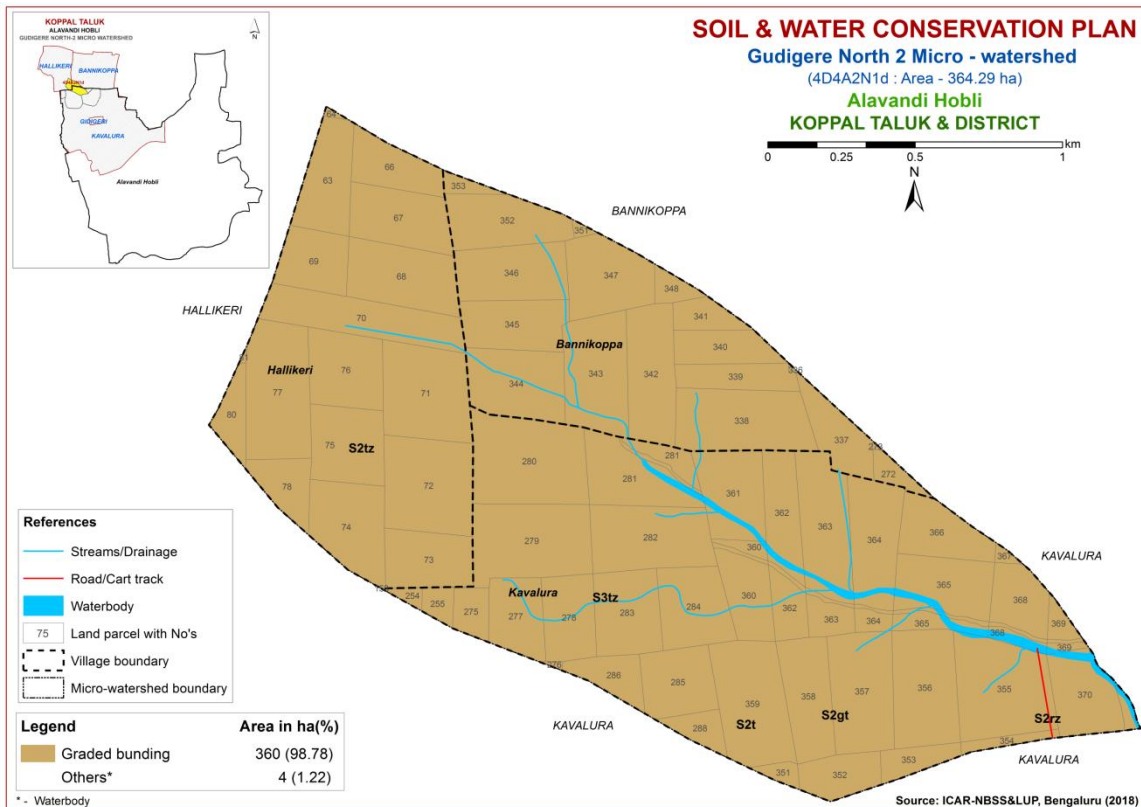 KOPPAL TALUK
ALAVANDI HOBLI
GUDIGERE NORTH-2 MICRO WATERSHED
N
HALLIKERI
BANNIKOPPA
GIDIGERI
KAVALURA
Alavandi Hobli
SOIL & WATER CONSERVATION PLAN
Gudigere North 2 Micro - watershed
(4D4A2N1d : Area - 364.29 ha)
Alavandi Hobli
KOPPAL TALUK & DISTRICT
km
0 0.25 0.5 1
N
64
66
63
353
67
352
BANNIKOPPA
351
69
68
346
347
348
HALLIKERI
70
345
341
340
Bannikoppa
Hallikeri
76
77
71
344
343
342
339
80
338
337
75
S2tz
280
281
281
272
78
72
361
362
363
364
366
74
279
282
360
367
KAVALURA
73
365
254
255
275
277
Kavalura
278
S3tz
283
284
360
362
363
364
365
368
368
369
369
276
286
285
359
358
357
356
355
370
288
S2t
S2gt
S2rz
KAVALURA
354
353
351
352
KAVALURA
References
Streams/Drainage
Road/Cart track
Waterbody
75 Land parcel with No's
Village boundary
Micro-watershed boundary
Legend Area in ha(%)
Graded bunding 360 (98.78)
Others* 4 (1.22)
* - Waterbody
Source: ICAR-NBSS&LUP, Bengaluru (2018)